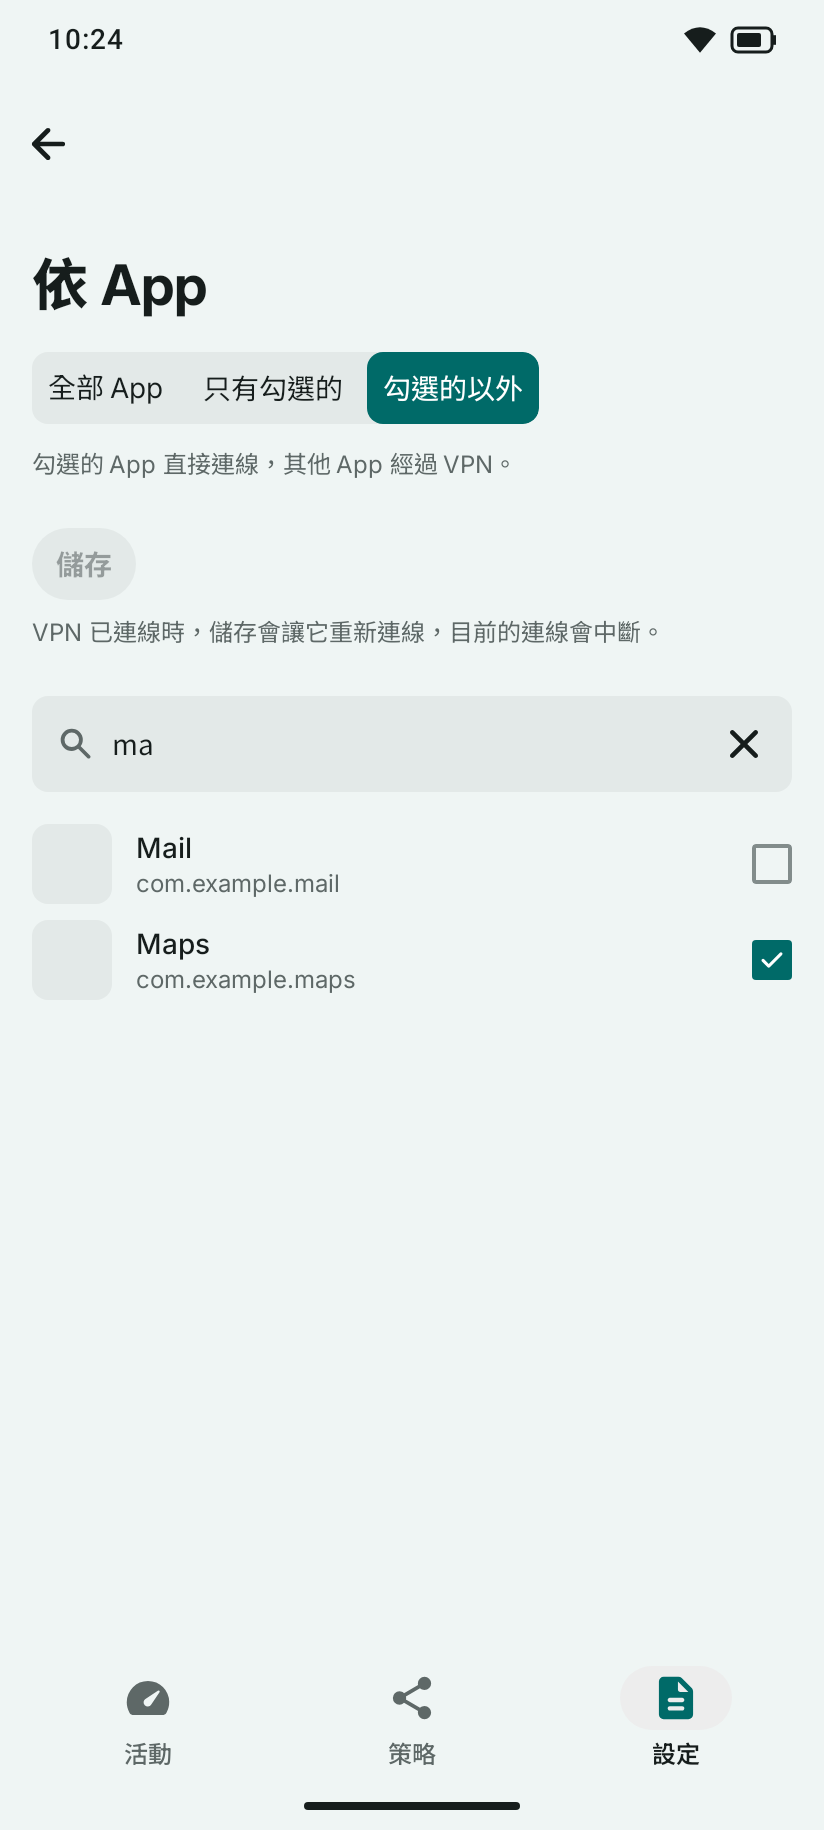 10:24
依 App
全部 App
只有勾選的
勾選的以外
勾選的 App 直接連線，其他 App 經過 VPN。
儲存
VPN 已連線時，儲存會讓它重新連線，目前的連線會中斷。
ma
Mail
com.example.mail
Maps
com.example.maps
活動
策略
設定